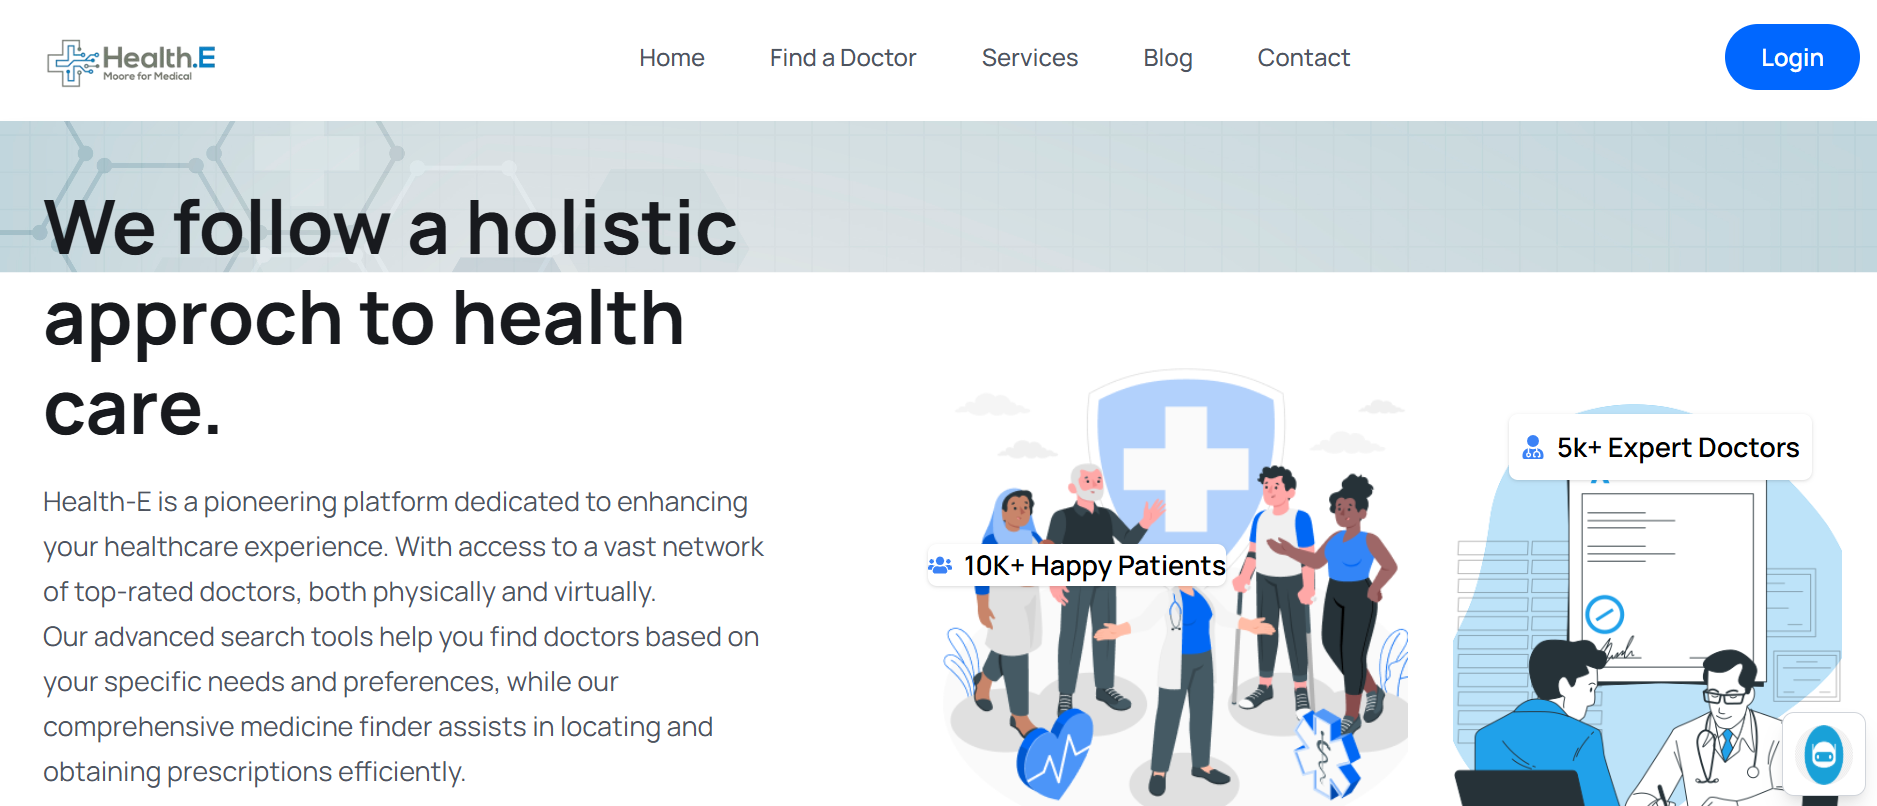 Health.E
Moore for Medical
Home
Find a Doctor
Services
Blog
Contact
Login
We follow a holistic
approch to health
care.
Health-E is a pioneering platform dedicated to enhancing
your healthcare experience. With access to a vast network
of top-rated doctors, both physically and virtually.
Our advanced search tools help you find doctors based on
your specific needs and preferences, while our
comprehensive medicine finder assists in locating and
obtaining prescriptions efficiently.
10K+ Happy Patients
5k+ Expert Doctors